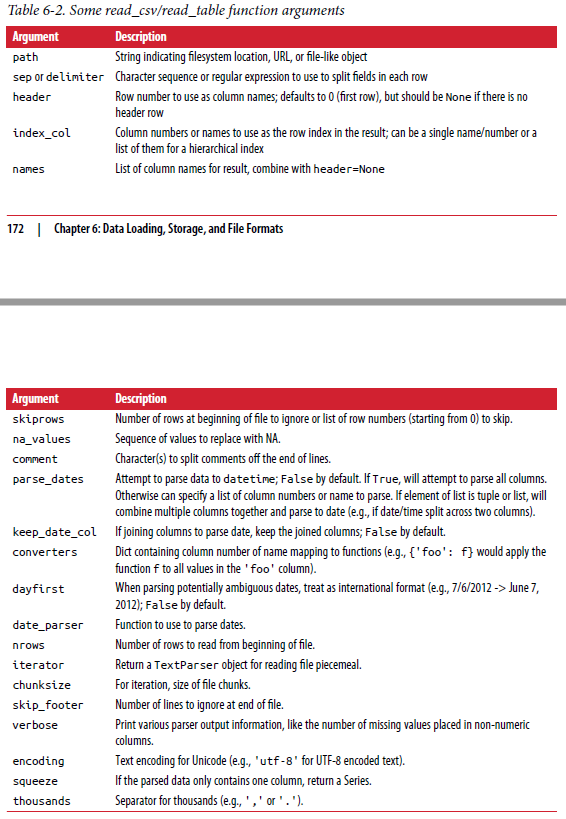 Table 6-2. Some read_csv/read_table function arguments
Argument Description
path String indicating filesystem location, URL, or file-like object
sep or delimiter Character sequence or regular expression to use to split fields in each row
header Row number to use as column names; defaults to 0 (first row), but should be None if there is no
header row
index_col Column numbers or names to use as the row index in the result; can be a single name/number or a
list of them for a hierarchical index
names List of column names for result, combine with header=None
172 | Chapter 6: Data Loading, Storage, and File Formats
Argument Description
skiprows Number of rows at beginning of file to ignore or list of row numbers (starting from 0) to skip.
na_values Sequence of values to replace with NA.
comment Character(s) to split comments off the end of lines.
parse_dates Attempt to parse data to datetime; False by default. If True, will attempt to parse all columns.
Otherwise can specify a list of column numbers or name to parse. If element of list is tuple or list, will
combine multiple columns together and parse to date (e.g., if date/time split across two columns).
keep_date_col If joining columns to parse date, keep the joined columns; False by default.
converters Dict containing column number of name mapping to functions (e.g., {'foo': f} would apply the
function f to all values in the 'foo' column).
dayfirst When parsing potentially ambiguous dates, treat as international format (e.g., 7/6/2012 -> June 7,
2012); False by default.
date_parser Function to use to parse dates.
nrows Number of rows to read from beginning of file.
iterator Return a TextParser object for reading file piecemeal.
chunksize For iteration, size of file chunks.
skip_footer Number of lines to ignore at end of file.
verbose Print various parser output information, like the number of missing values placed in non-numeric
columns.
encoding Text encoding for Unicode (e.g., 'utf-8' for UTF-8 encoded text).
squeeze If the parsed data only contains one column, return a Series.
thousands Separator for thousands (e.g., ',' or '.').